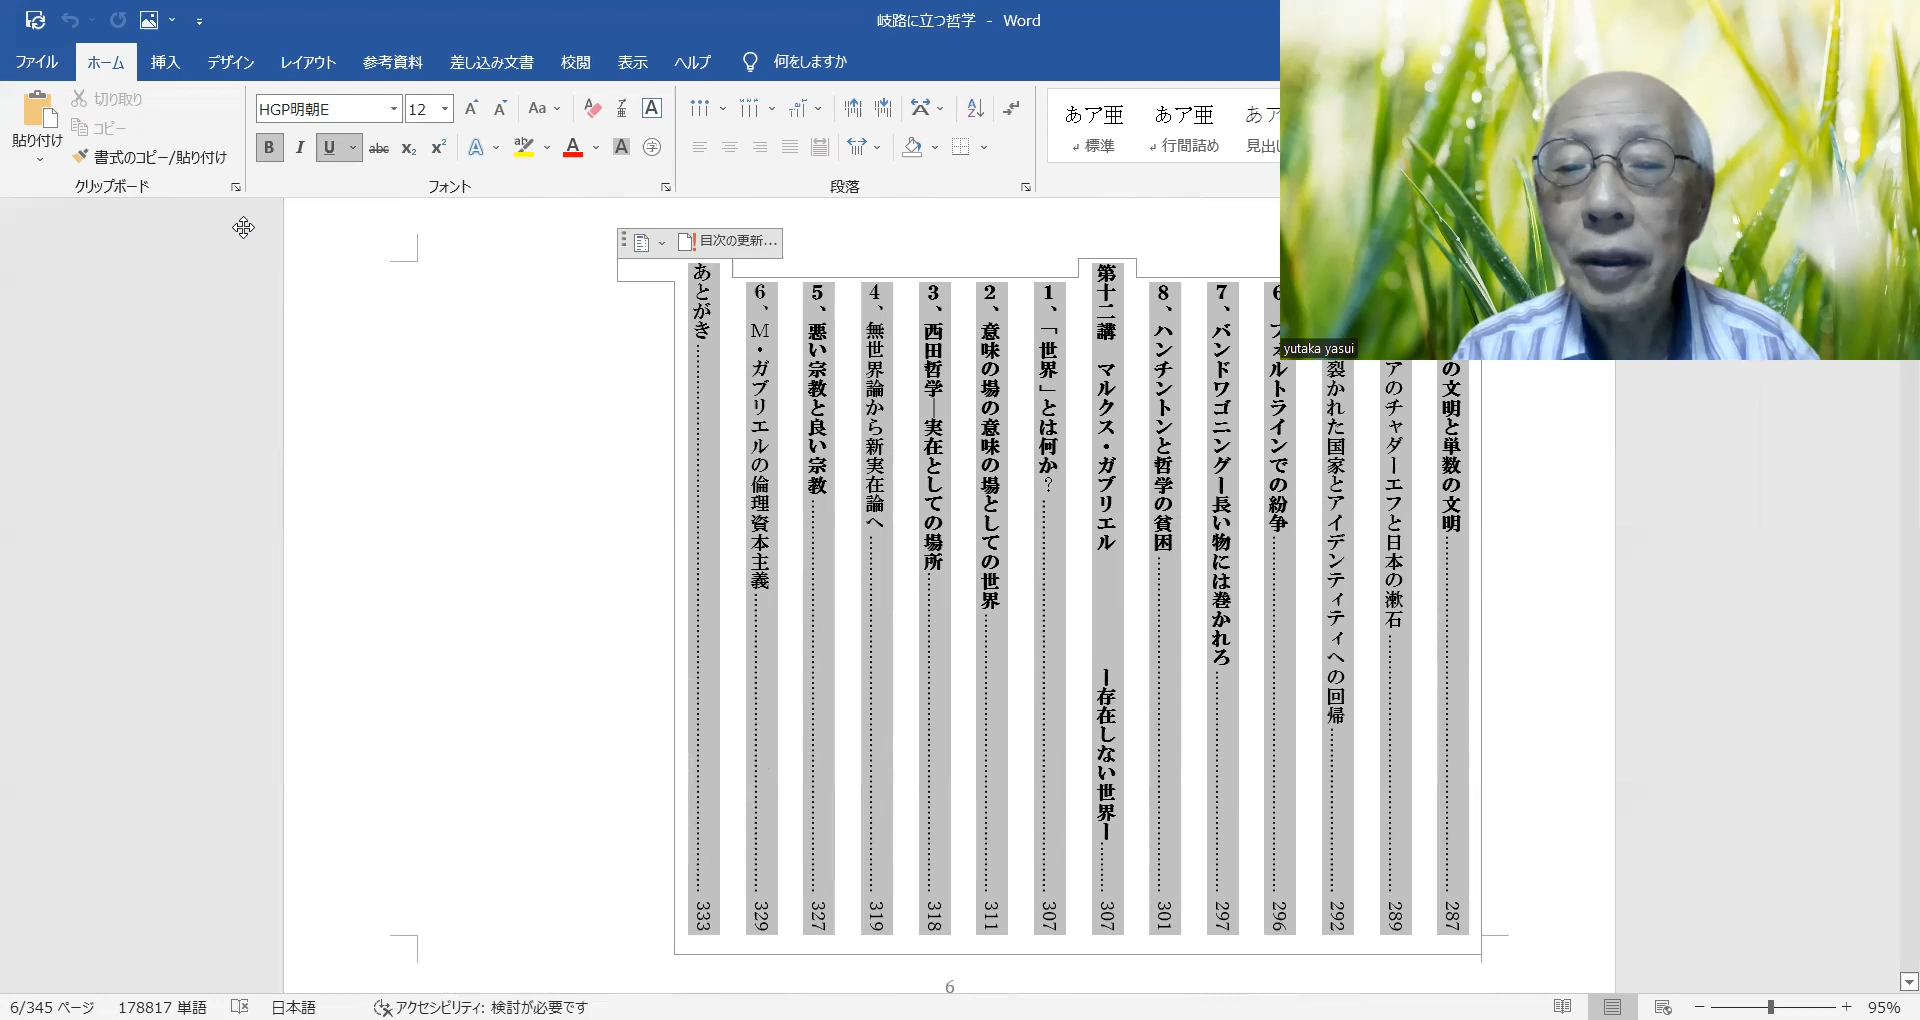 岐路に立つ哲学 - Word
ファイル ホーム 挿入 デザイン レイアウト 参考資料 差し込み文書 校閲 表示 ヘルプ 何をしますか
貼り付け
切り取り
コピー
書式のコピー/貼り付け
クリップボード
HGP明朝E 12
フォント
段落
あア亜 標準
あア亜 行間詰め
あア 見出し
yutaka yasui
目次の更新...
の文明と単数の文明 287
アのチャダーエフと日本の漱石 289
裂かれた国家とアイデンティティへの回帰 292
6 フォルトラインでの紛争 296
7、バンドワゴニングー長い物には巻かれろ 297
8、ハンチントンと哲学の貧困 301
第十二講 マルクス・ガブリエル ー存在しない世界ー 307
1、「世界」とは何か? 307
2、意味の場の意味の場としての世界 311
3、西田哲学―実在としての場所 318
4、無世界論から新実在論へ 319
5、悪い宗教と良い宗教 327
6、M・ガブリエルの倫理資本主義 329
あとがき 333
6
6/345 ページ 178817 単語 日本語 アクセシビリティ: 検討が必要です 95%